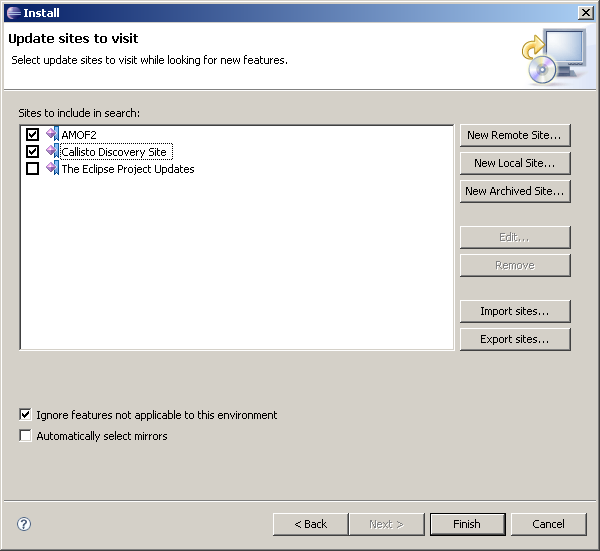 Install
Update sites to visit
Select update sites to visit while looking for new features.
Sites to include in search:
AMOF2
Callisto Discovery Site
The Eclipse Project Updates
New Remote Site...
New Local Site...
New Archived Site...
Edit...
Remove
Import sites...
Export sites...
Ignore features not applicable to this environment
Automatically select mirrors
?
< Back
Next >
Finish
Cancel